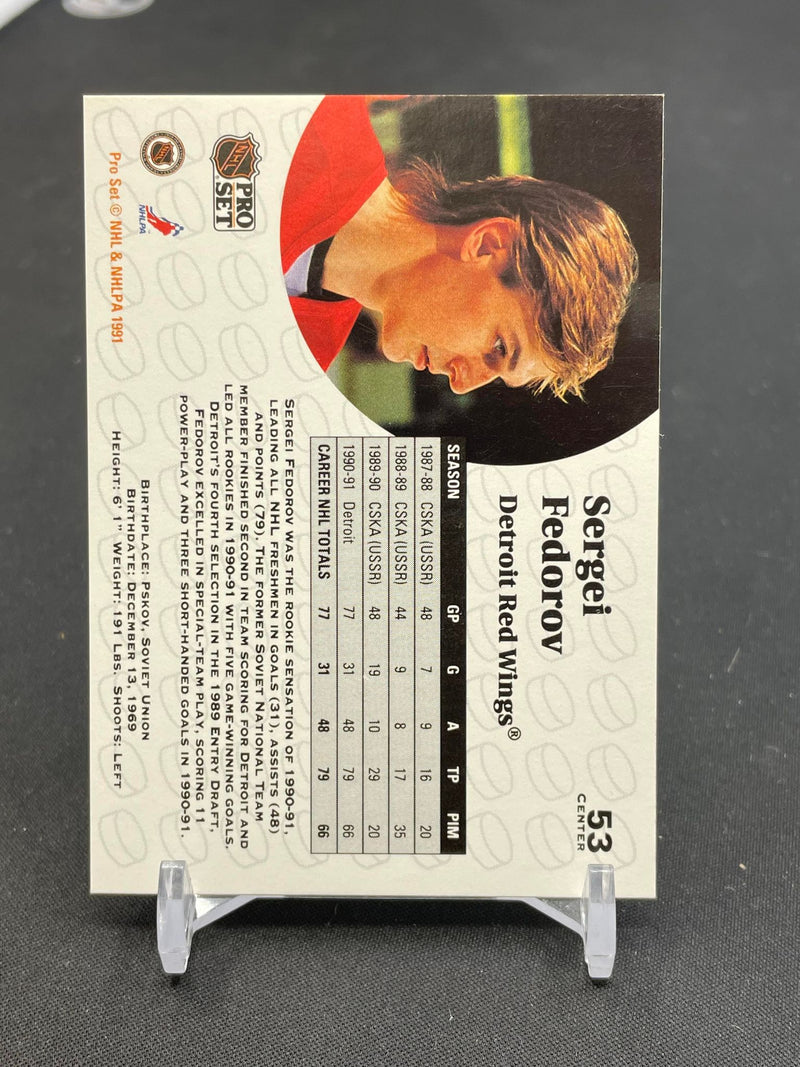 53
CENTER
Sergei
Fedorov
Detroit Red Wings®
SEASON GP G A TP PIM
1987-88 CSKA (USSR) 48 7 9 16 20
1988-89 CSKA (USSR) 44 9 8 17 35
1989-90 CSKA (USSR) 48 19 10 29 20
1990-91 Detroit 77 31 48 79 66
CAREER NHL TOTALS 77 31 48 79 66
SERGEI FEDOROV WAS THE ROOKIE SENSATION OF 1990-91,
LEADING ALL NHL FRESHMEN IN GOALS (31), ASSISTS (48)
AND POINTS (79). THE FORMER SOVIET NATIONAL TEAM
MEMBER FINISHED SECOND IN TEAM SCORING FOR DETROIT AND
LED ALL ROOKIES IN 1990-91 WITH FIVE GAME-WINNING GOALS.
DETROIT'S FOURTH SELECTION IN THE 1989 ENTRY DRAFT,
FEDOROV EXCELLED IN SPECIAL-TEAM PLAY, SCORING 11
POWER-PLAY AND THREE SHORT-HANDED GOALS IN 1990-91.
BIRTHPLACE: PSKOV, SOVIET UNION
BIRTHDATE: DECEMBER 13, 1969
HEIGHT: 6' 1" WEIGHT: 191 LBS. SHOOTS: LEFT
NHL
PRO
SET
NHLPA
Pro Set © NHL & NHLPA 1991